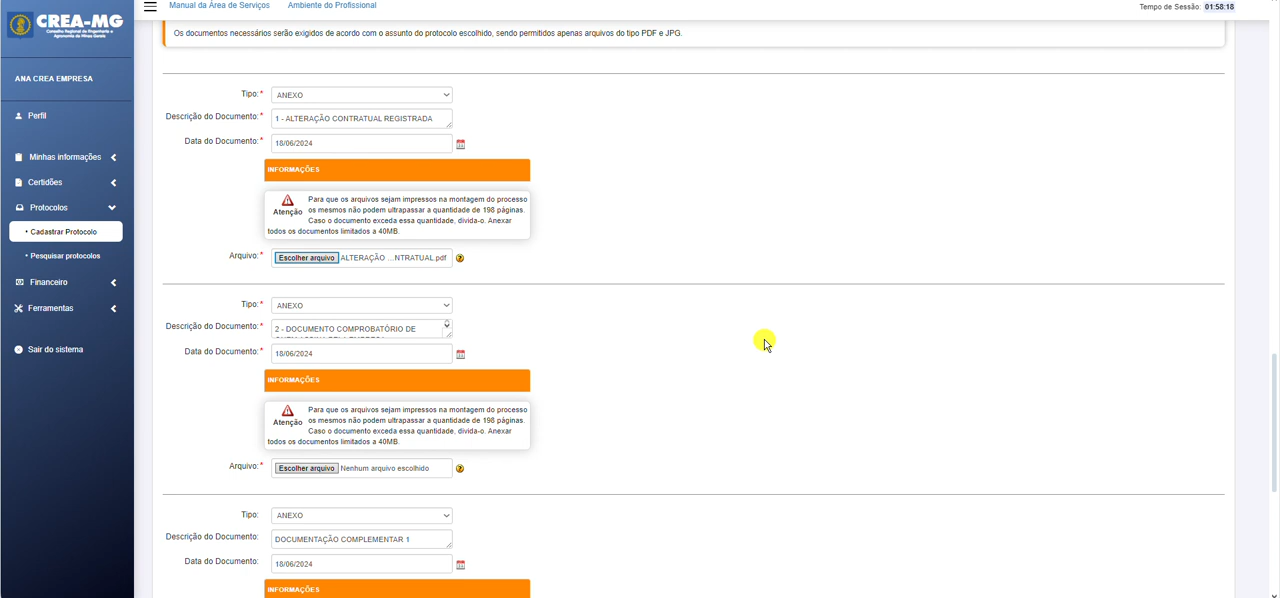 CREA-MG
Conselho Regional de Engenharia e
Agronomia de Minas Gerais
Manual da Área de Serviços
Ambiente do Profissional
Tempo de Sessão: 01:58:18
ANA CREA EMPRESA
Perfil
Minhas informações
Certidões
Protocolos
• Cadastrar Protocolo
• Pesquisar protocolos
Financeiro
Ferramentas
Sair do sistema
Os documentos necessários serão exigidos de acordo com o assunto do protocolo escolhido, sendo permitidos apenas arquivos do tipo PDF e JPG.
Tipo:* ANEXO
Descrição do Documento:* 1 - ALTERAÇÃO CONTRATUAL REGISTRADA
Data do Documento:* 18/06/2024
INFORMAÇÕES
Atenção
Para que os arquivos sejam impressos na montagem do processo
os mesmos não podem ultrapassar a quantidade de 198 páginas.
Caso o documento exceda essa quantidade, divida-o. Anexar
todos os documentos limitados a 40MB.
Arquivo:* Escolher arquivo ALTERAÇÃO ...NTRATUAL.pdf
Tipo:* ANEXO
Descrição do Documento:* 2 - DOCUMENTO COMPROBATÓRIO DE
Data do Documento:* 18/06/2024
INFORMAÇÕES
Atenção
Para que os arquivos sejam impressos na montagem do processo
os mesmos não podem ultrapassar a quantidade de 198 páginas.
Caso o documento exceda essa quantidade, divida-o. Anexar
todos os documentos limitados a 40MB.
Arquivo:* Escolher arquivo Nenhum arquivo escolhido
Tipo: ANEXO
Descrição do Documento: DOCUMENTAÇÃO COMPLEMENTAR 1
Data do Documento: 18/06/2024
INFORMAÇÕES